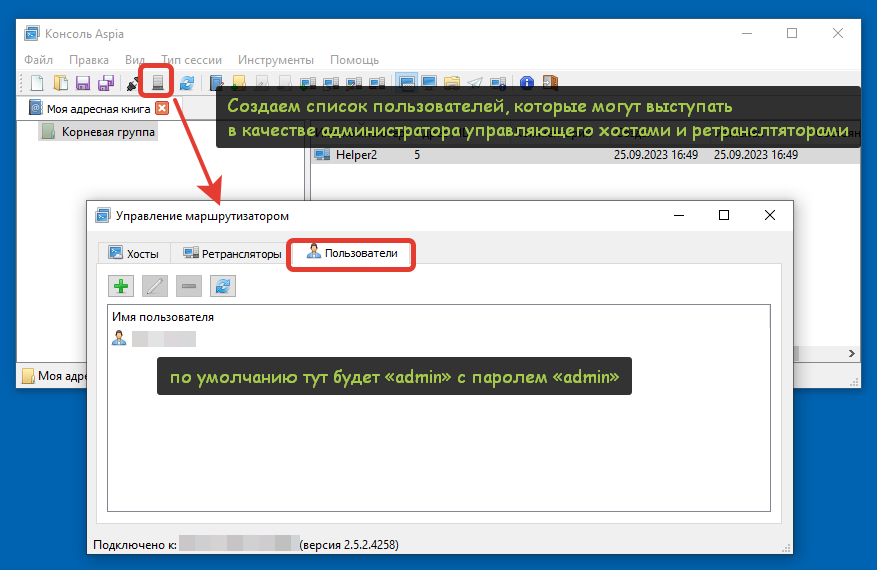 Консоль Aspia
Файл Правка Вид Тип сессии Инструменты Помощь
Создаем список пользователей, которые могут выступать
Моя адресная книга
в качестве администратора управляющего хостами и ретраслтяторами
Корневая группа
Helper2 5 25.09.2023 16:49 25.09.2023 16:49
Управление маршрутизатором
Хосты Ретрансляторы Пользователи
Имя пользователя
по умолчанию тут будет «admin» с паролем «admin»
Моя адре
Подключено к: (версия 2.5.2.4258)